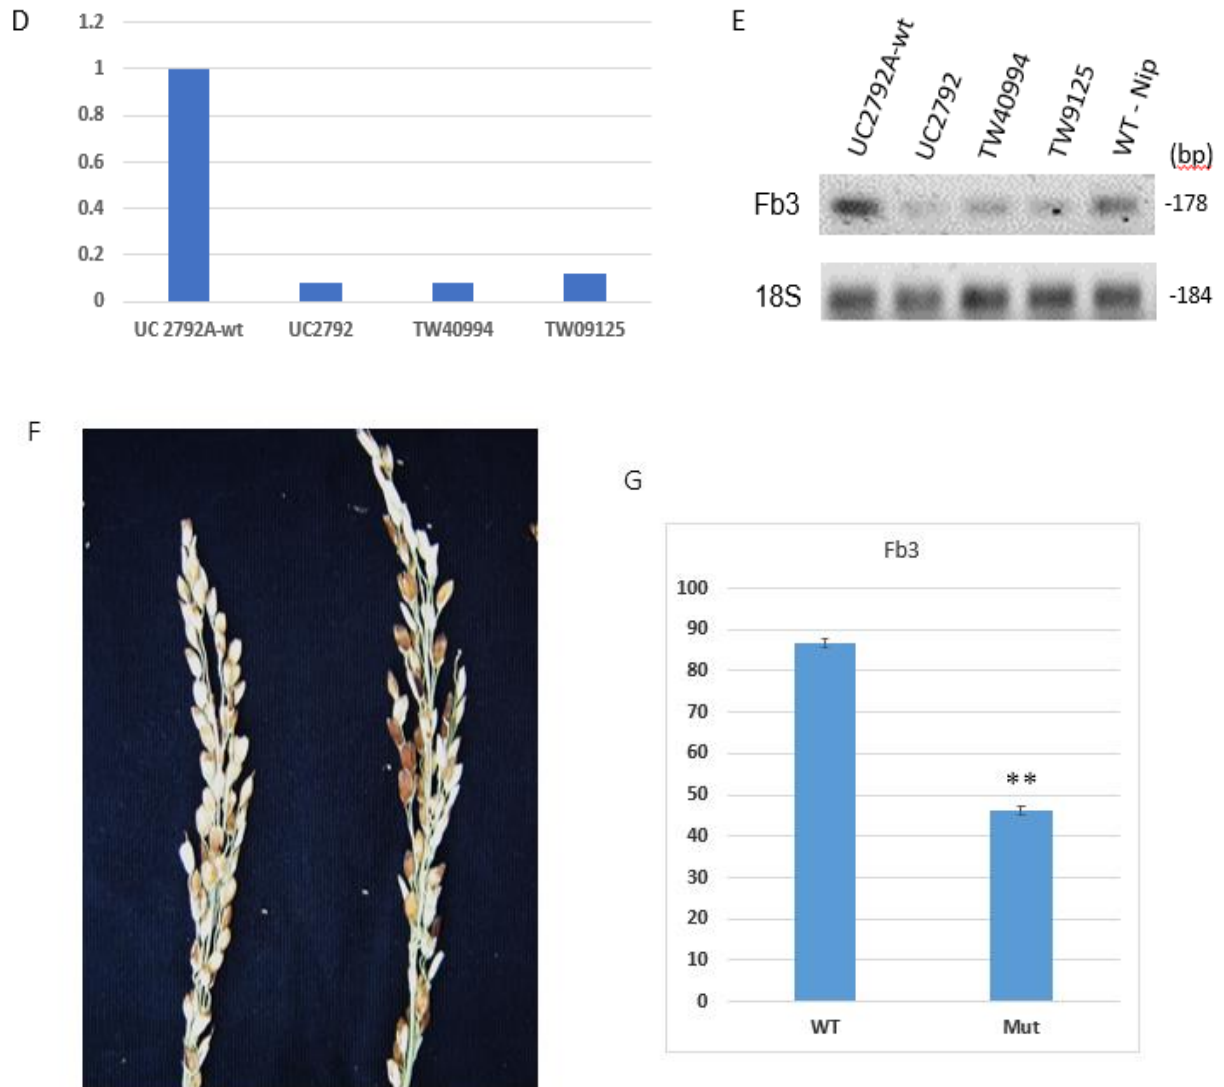 D
1.2
1
0.8
0.6
0.4
0.2
0
UC 2792A-wt UC2792 TW40994 TW09125
E
UC2792A-wt UC2792 TW40994 TW9125 WT - Nip
(bp)
Fb3 -178
18S -184
F
G
Fb3
100
90
80
70
60
50
40
30
20
10
0
**
WT Mut